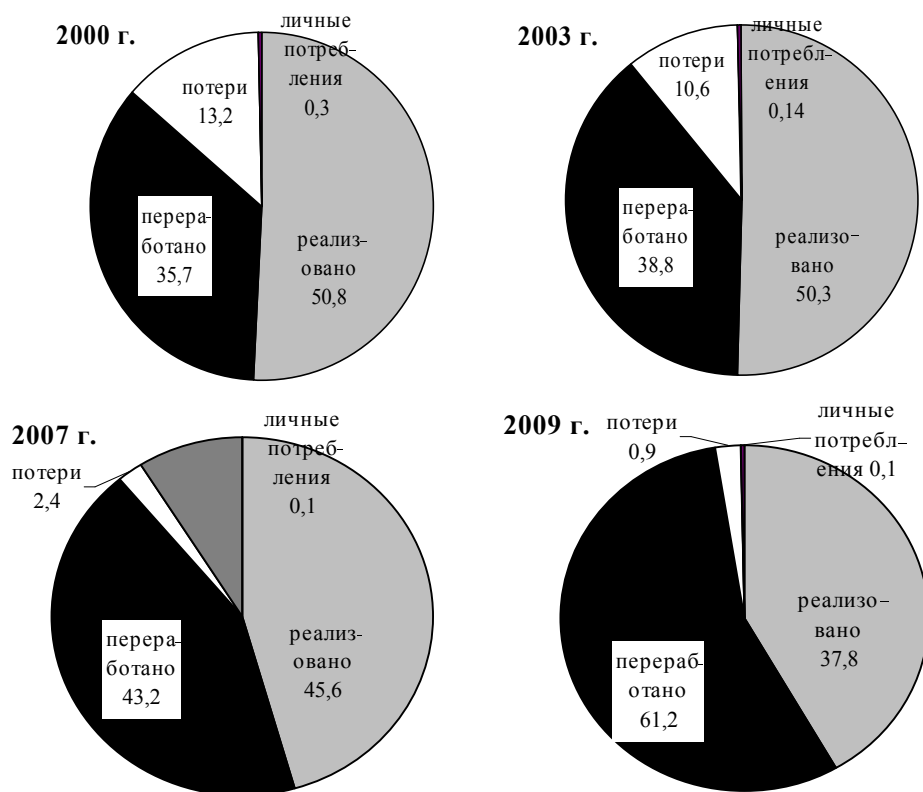 2000 г.
личные
потреб-
ления
0,3
потери
13,2
перера-
ботано
35,7
реализ-
овано
50,8
2003 г.
личные
потребл-
ения
0,14
потери
10,6
перера-
ботано
38,8
реализо-
вано
50,3
2007 г.
личные
потреб-
ления
0,1
потери
2,4
перера-
ботано
43,2
реализ-
овано
45,6
2009 г.
потери
0,9
личные
потребл-
ения 0,1
реализо-
вано
37,8
перераб-
отано
61,2